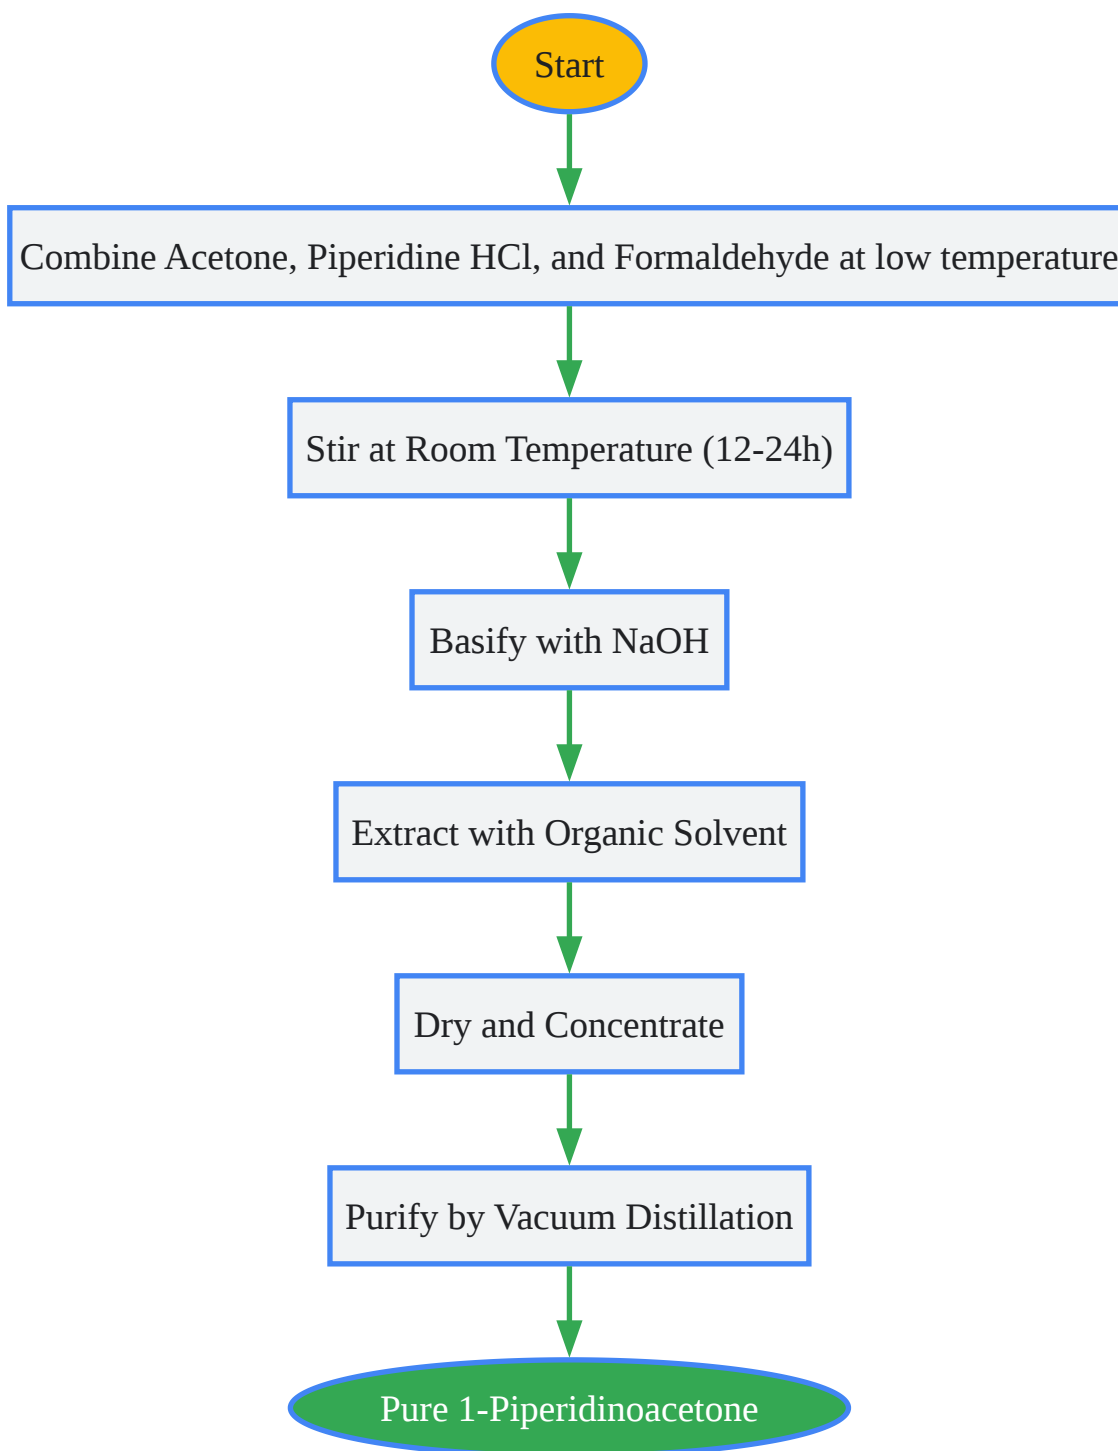 Start
Combine Acetone, Piperidine HCl, and Formaldehyde at low temperature
Stir at Room Temperature (12-24h)
Basify with NaOH
Extract with Organic Solvent
Dry and Concentrate
Purify by Vacuum Distillation
Pure 1-Piperidinoacetone